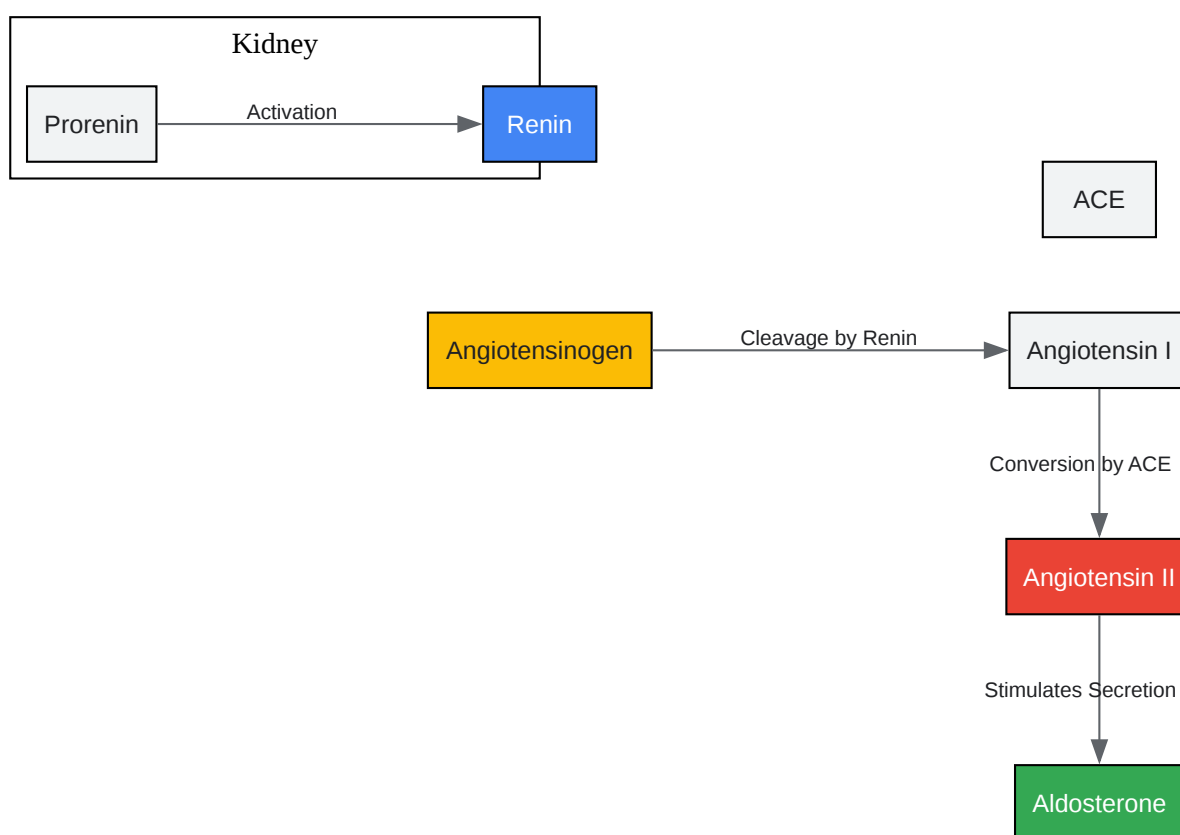 Kidney
Prorenin
Activation
Renin
ACE
Angiotensinogen
Cleavage by Renin
Angiotensin I
Conversion by ACE
Angiotensin II
Stimulates Secretion
Aldosterone